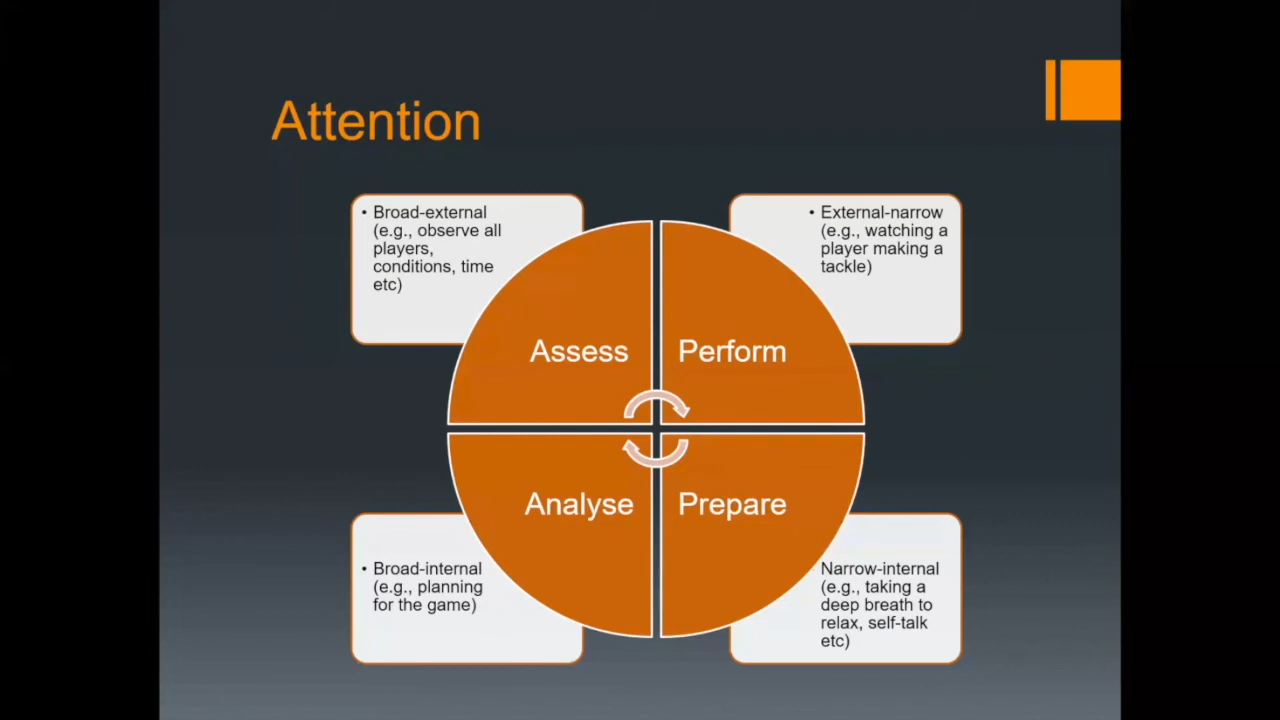 Attention
• Broad-external
(e.g., observe all
players,
conditions, time
etc)
• External-narrow
(e.g., watching a
player making a
tackle)
Assess
Perform
Analyse
Prepare
• Broad-internal
(e.g., planning
for the game)
Narrow-internal
(e.g., taking a
deep breath to
relax, self-talk
etc)